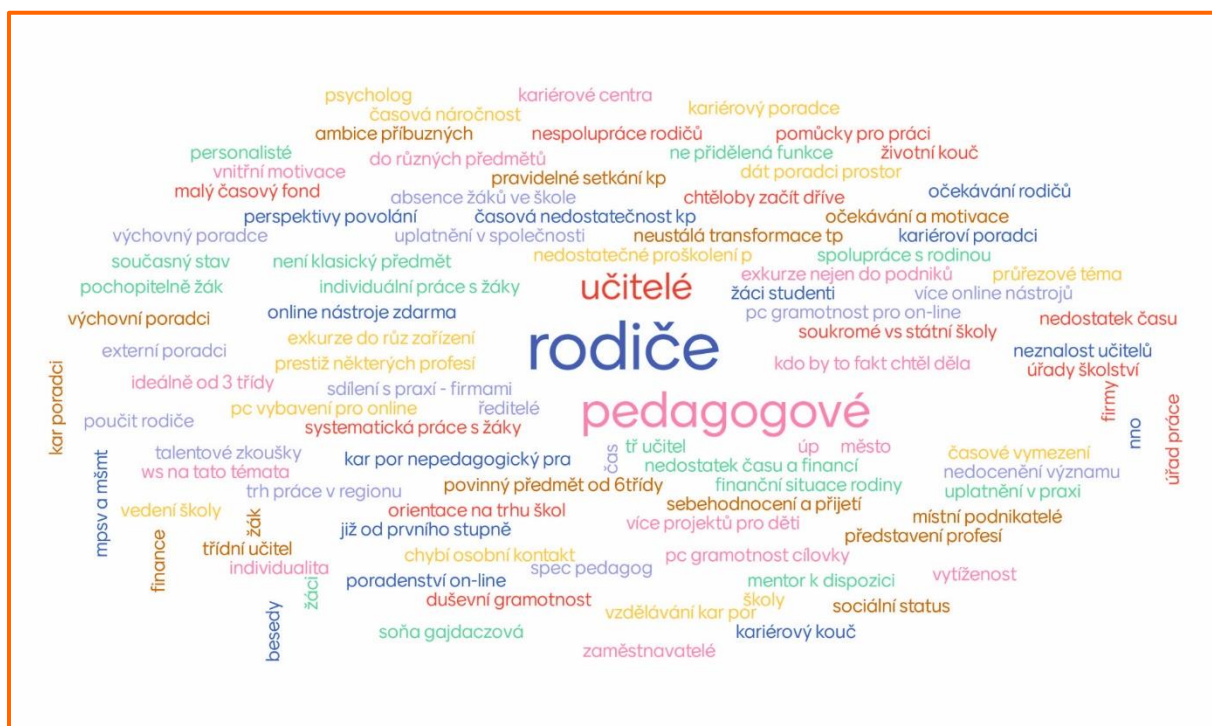 psycholog
kariérové centra
časová náročnost
kariérový poradce
ambice příbuzných
nespolupráce rodičů
pomůcky pro práci
personalisté
do různých předmětů
ne přidělená funkce
životní kouč
vnitřní motivace
pravidelné setkání kp
dát poradci prostor
malý časový fond
absence žáků ve škole
chtěloby začít dříve
očekávání rodičů
perspektivy povolání
časová nedostatečnost kp
očekávání a motivace
výchovný poradce
uplatnění v společnosti
neustálá transformace tp
kariéroví poradci
současný stav
není klasický předmět
nedostatečné proškolení p
spolupráce s rodinou
pochopitelně žák
individuální práce s žáky
učitelé
exkurze nejen do podniků
průřezové téma
žáci studenti
více online nástrojů
výchovní poradci
online nástroje zdarma
pc gramotnost pro on-line
nedostatek času
exkurze do růz zařízení
rodiče
soukromé vs státní školy
externí poradci
prestiž některých profesí
kdo by to fakt chtěl děla
neznalost učitelů
úřady školství
ideálně od 3 třídy
sdílení s praxí - firmami
kar poradci
poučit rodiče
pc vybavení pro online
ředitelé
pedagogové
firmy
nno
úřad práce
systematická práce s žáky
talentové zkoušky
kar por nepedagogický pra
čas
tř učitel
úp
město
časové vymezení
mpsv a mšmt
ws na tato témata
nedostatek času a financí
nedocenění významu
trh práce v regionu
povinný předmět od 6třídy
finanční situace rodiny
uplatnění v praxi
vedení školy
žák
orientace na trhu škol
sebehodnocení a přijetí
místní podnikatelé
finance
třídní učitel
již od prvního stupně
více projektů pro děti
představení profesí
individualita
chybí osobní kontakt
pc gramotnost cílovky
žáci
poradenství on-line
spec pedagog
mentor k dispozici
vytíženost
besedy
duševní gramotnost
vzdělávání kar por
školy
sociální status
soňa gajdaczová
kariérový kouč
zaměstnavatelé